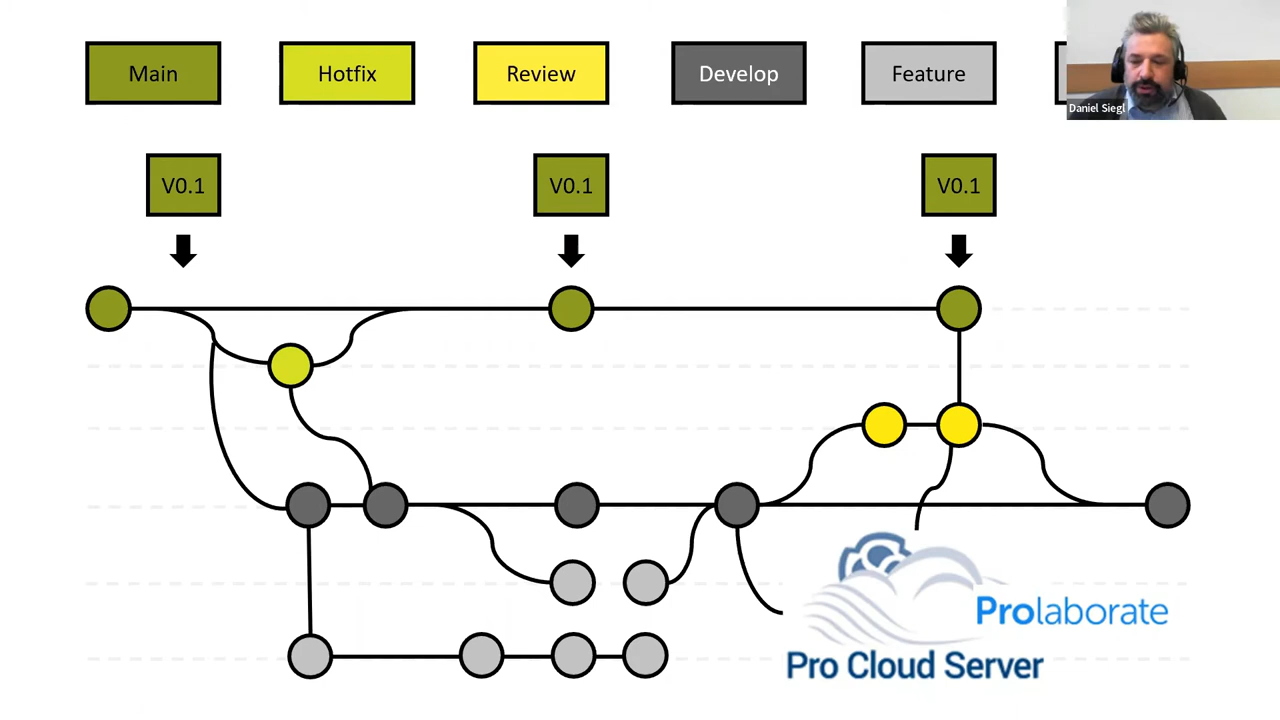 Main
Hotfix
Review
Develop
Feature
Daniel Siegl
V0.1
V0.1
V0.1
Prolaborate
Pro Cloud Server